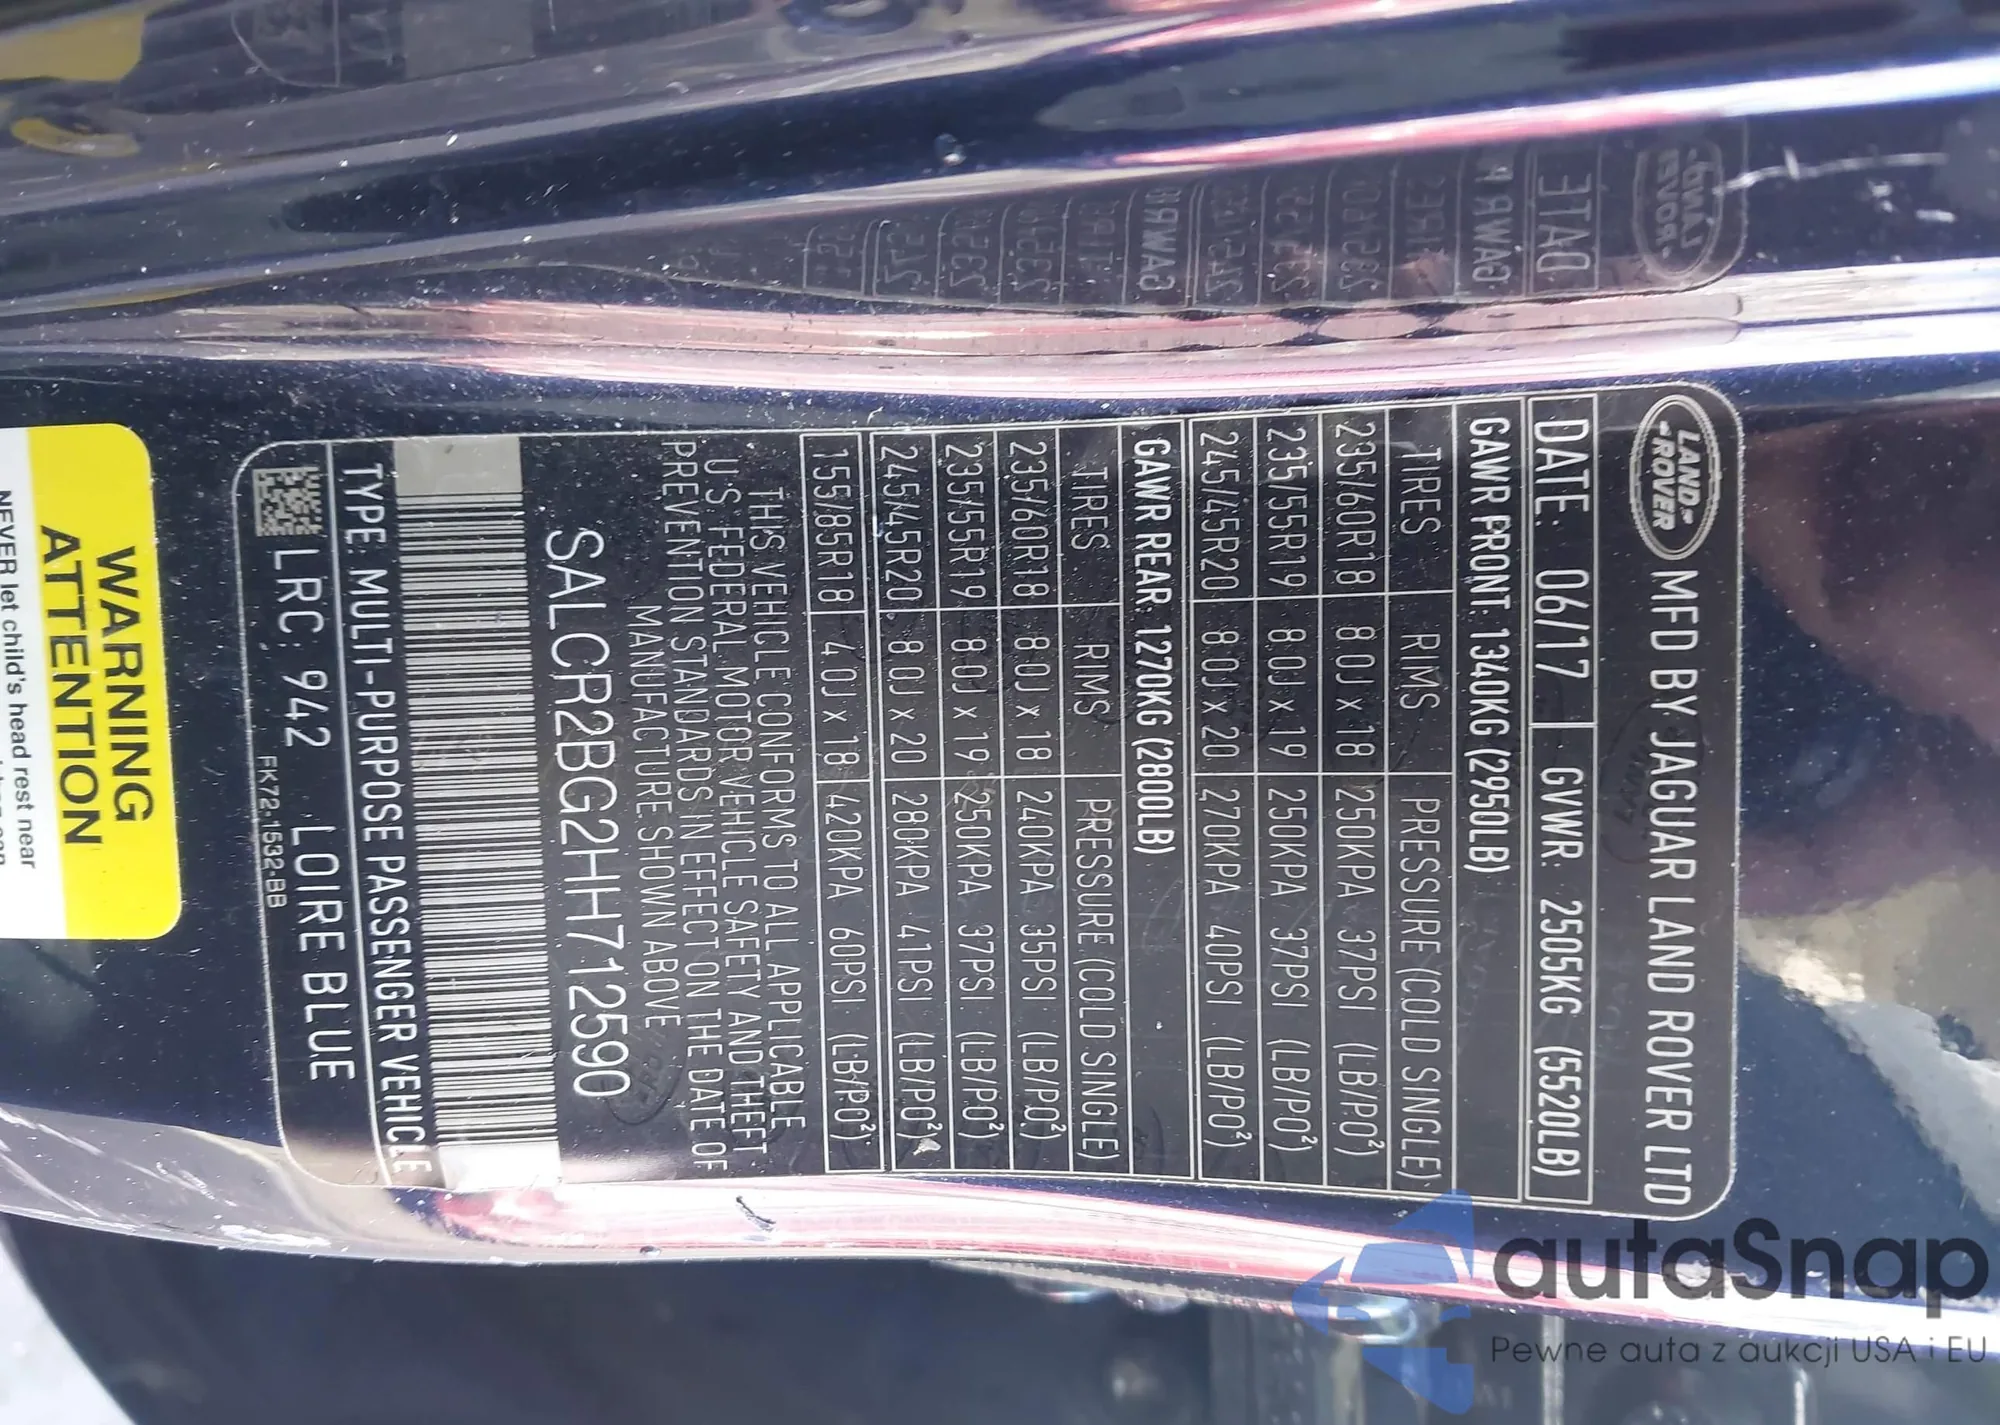 LAND-
-ROVER
MFD BY JAGUAR LAND ROVER LTD
DATE: 06/17 GVWR: 2505KG (5520LB)
GAWR FRONT: 1340KG (2950LB)
TIRES RIMS PRESSURE (COLD SINGLE)
235/60R18 8.0J x 18 250KPA 37PSI (LB/PO²)
235/55R19 8.0J x 19 250KPA 37PSI (LB/PO²)
245/45R20 8.0J x 20 270KPA 40PSI (LB/PO²)
GAWR REAR: 1270KG (2800LB)
TIRES RIMS PRESSURE (COLD SINGLE)
235/60R18 8.0J x 18 240KPA 35PSI (LB/PO²)
235/55R19 8.0J x 19 250KPA 37PSI (LB/PO²)
245/45R20 8.0J x 20 280KPA 41PSI (LB/PO²)
155/85R18 4.0J x 18 420KPA 60PSI (LB/PO²)
THIS VEHICLE CONFORMS TO ALL APPLICABLE
U.S. FEDERAL MOTOR VEHICLE SAFETY AND THEFT
PREVENTION STANDARDS IN EFFECT ON THE DATE OF
MANUFACTURE SHOWN ABOVE
SALCR2BG2HH712590
TYPE: MULTI-PURPOSE PASSENGER VEHICLE
LRC: 942 LOIRE BLUE
FK72-1532-BB
WARNING
ATTENTION
NEVER let child's head rest near
autaSnap
Pewne auta z aukcji USA i EU